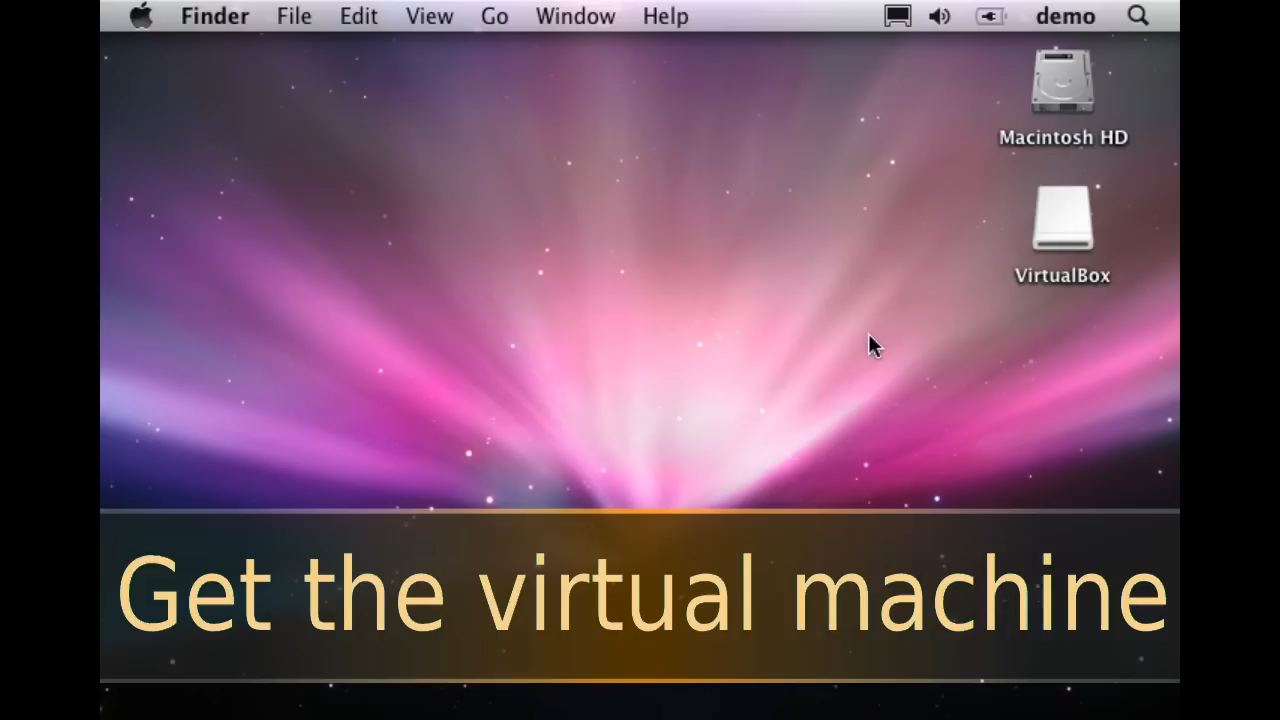 Finder File Edit View Go Window Help demo
Macintosh HD
VirtualBox
Get the virtual machine